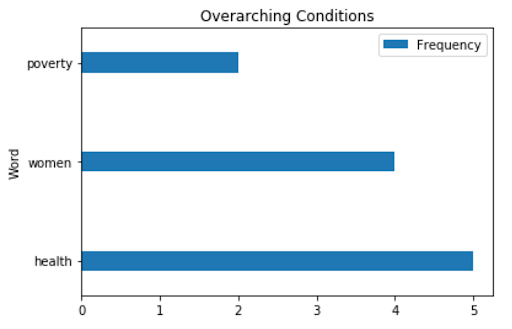 Overarching Conditions
Frequency
poverty
women
health
Word
0 1 2 3 4 5